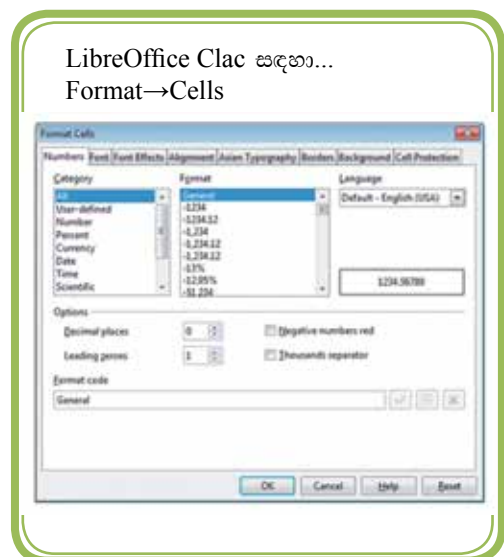 LibreOffice Clac සඳහා...
Format→Cells
Format Cells
Numbers Font Font Effects Alignment Asian Typography Borders Background Cell Protection
Category Format Language
All General Default - English (USA)
User-defined -1234
Number -1234.12
Percent -1,234
Currency -1,234.12
Date -1,234.12
Time -13%
Scientific -12.95%
-$1,234
1234.56789
Options
Decimal places 0 Negative numbers red
Leading zeroes 1 Thousands separator
Format code
General
OK Cancel Help Reset